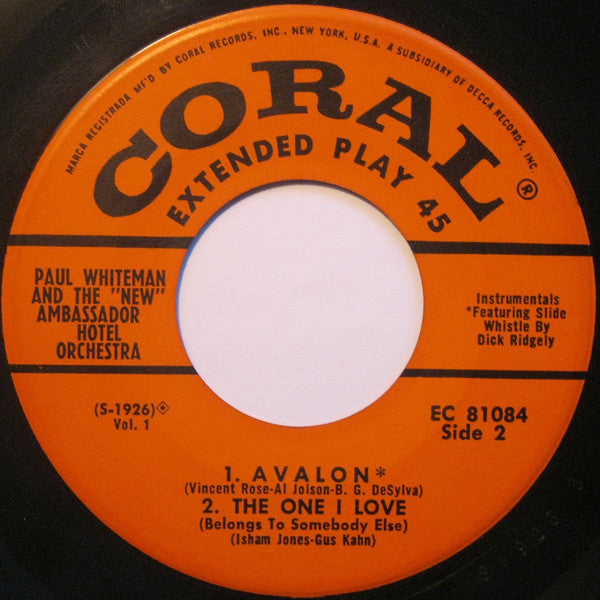 MARCA REGISTRADA MF'D BY CORAL RECORDS, INC., NEW YORK, U.S.A. A SUBSIDIARY OF DECCA RECORDS, INC.
CORAL®
EXTENDED PLAY 45
PAUL WHITEMAN
AND THE "NEW"
AMBASSADOR
HOTEL
ORCHESTRA
Instrumentals
*Featuring Slide
Whistle By
Dick Ridgely
(S-1926)
Vol. 1
EC 81084
Side 2
1. AVALON*
(Vincent Rose-Al Jolson-B. G. DeSylva)
2. THE ONE I LOVE
(Belongs To Somebody Else)
(Isham Jones-Gus Kahn)